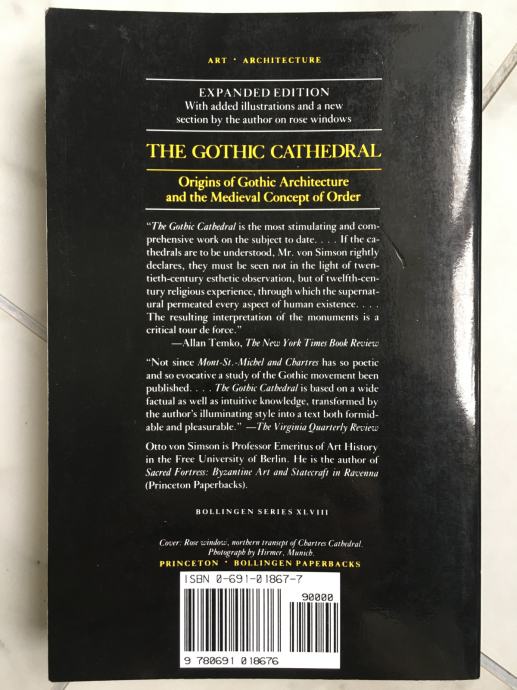 ART · ARCHITECTURE
EXPANDED EDITION
With added illustrations and a new
section by the author on rose windows
THE GOTHIC CATHEDRAL
Origins of Gothic Architecture
and the Medieval Concept of Order
“The Gothic Cathedral is the most stimulating and com-
prehensive work on the subject to date. . . . If the ca-
thedrals are to be understood, Mr. von Simson rightly
declares, they must be seen not in the light of twen-
tieth-century esthetic observation, but of twelfth-cen-
tury religious experience, through which the supernat-
ural permeated every aspect of human existence. . . .
The resulting interpretation of the monuments is a
critical tour de force.”
—Allan Temko, The New York Times Book Review
“Not since Mont-St.-Michel and Chartres has so poetic
and so evocative a study of the Gothic movement been
published. . . . The Gothic Cathedral is based on a wide
factual as well as intuitive knowledge, transformed by
the author’s illuminating style into a text both formid-
able and pleasurable.” —The Virginia Quarterly Review
Otto von Simson is Professor Emeritus of Art History
in the Free University of Berlin. He is the author of
Sacred Fortress: Byzantine Art and Statecraft in Ravenna
(Princeton Paperbacks).
BOLLINGEN SERIES XLVIII
Cover: Rose window, northern transept of Chartres Cathedral.
Photograph by Hirmer, Munich.
PRINCETON · BOLLINGEN PAPERBACKS
ISBN 0-691-01867-7
90000
9 780691 018676